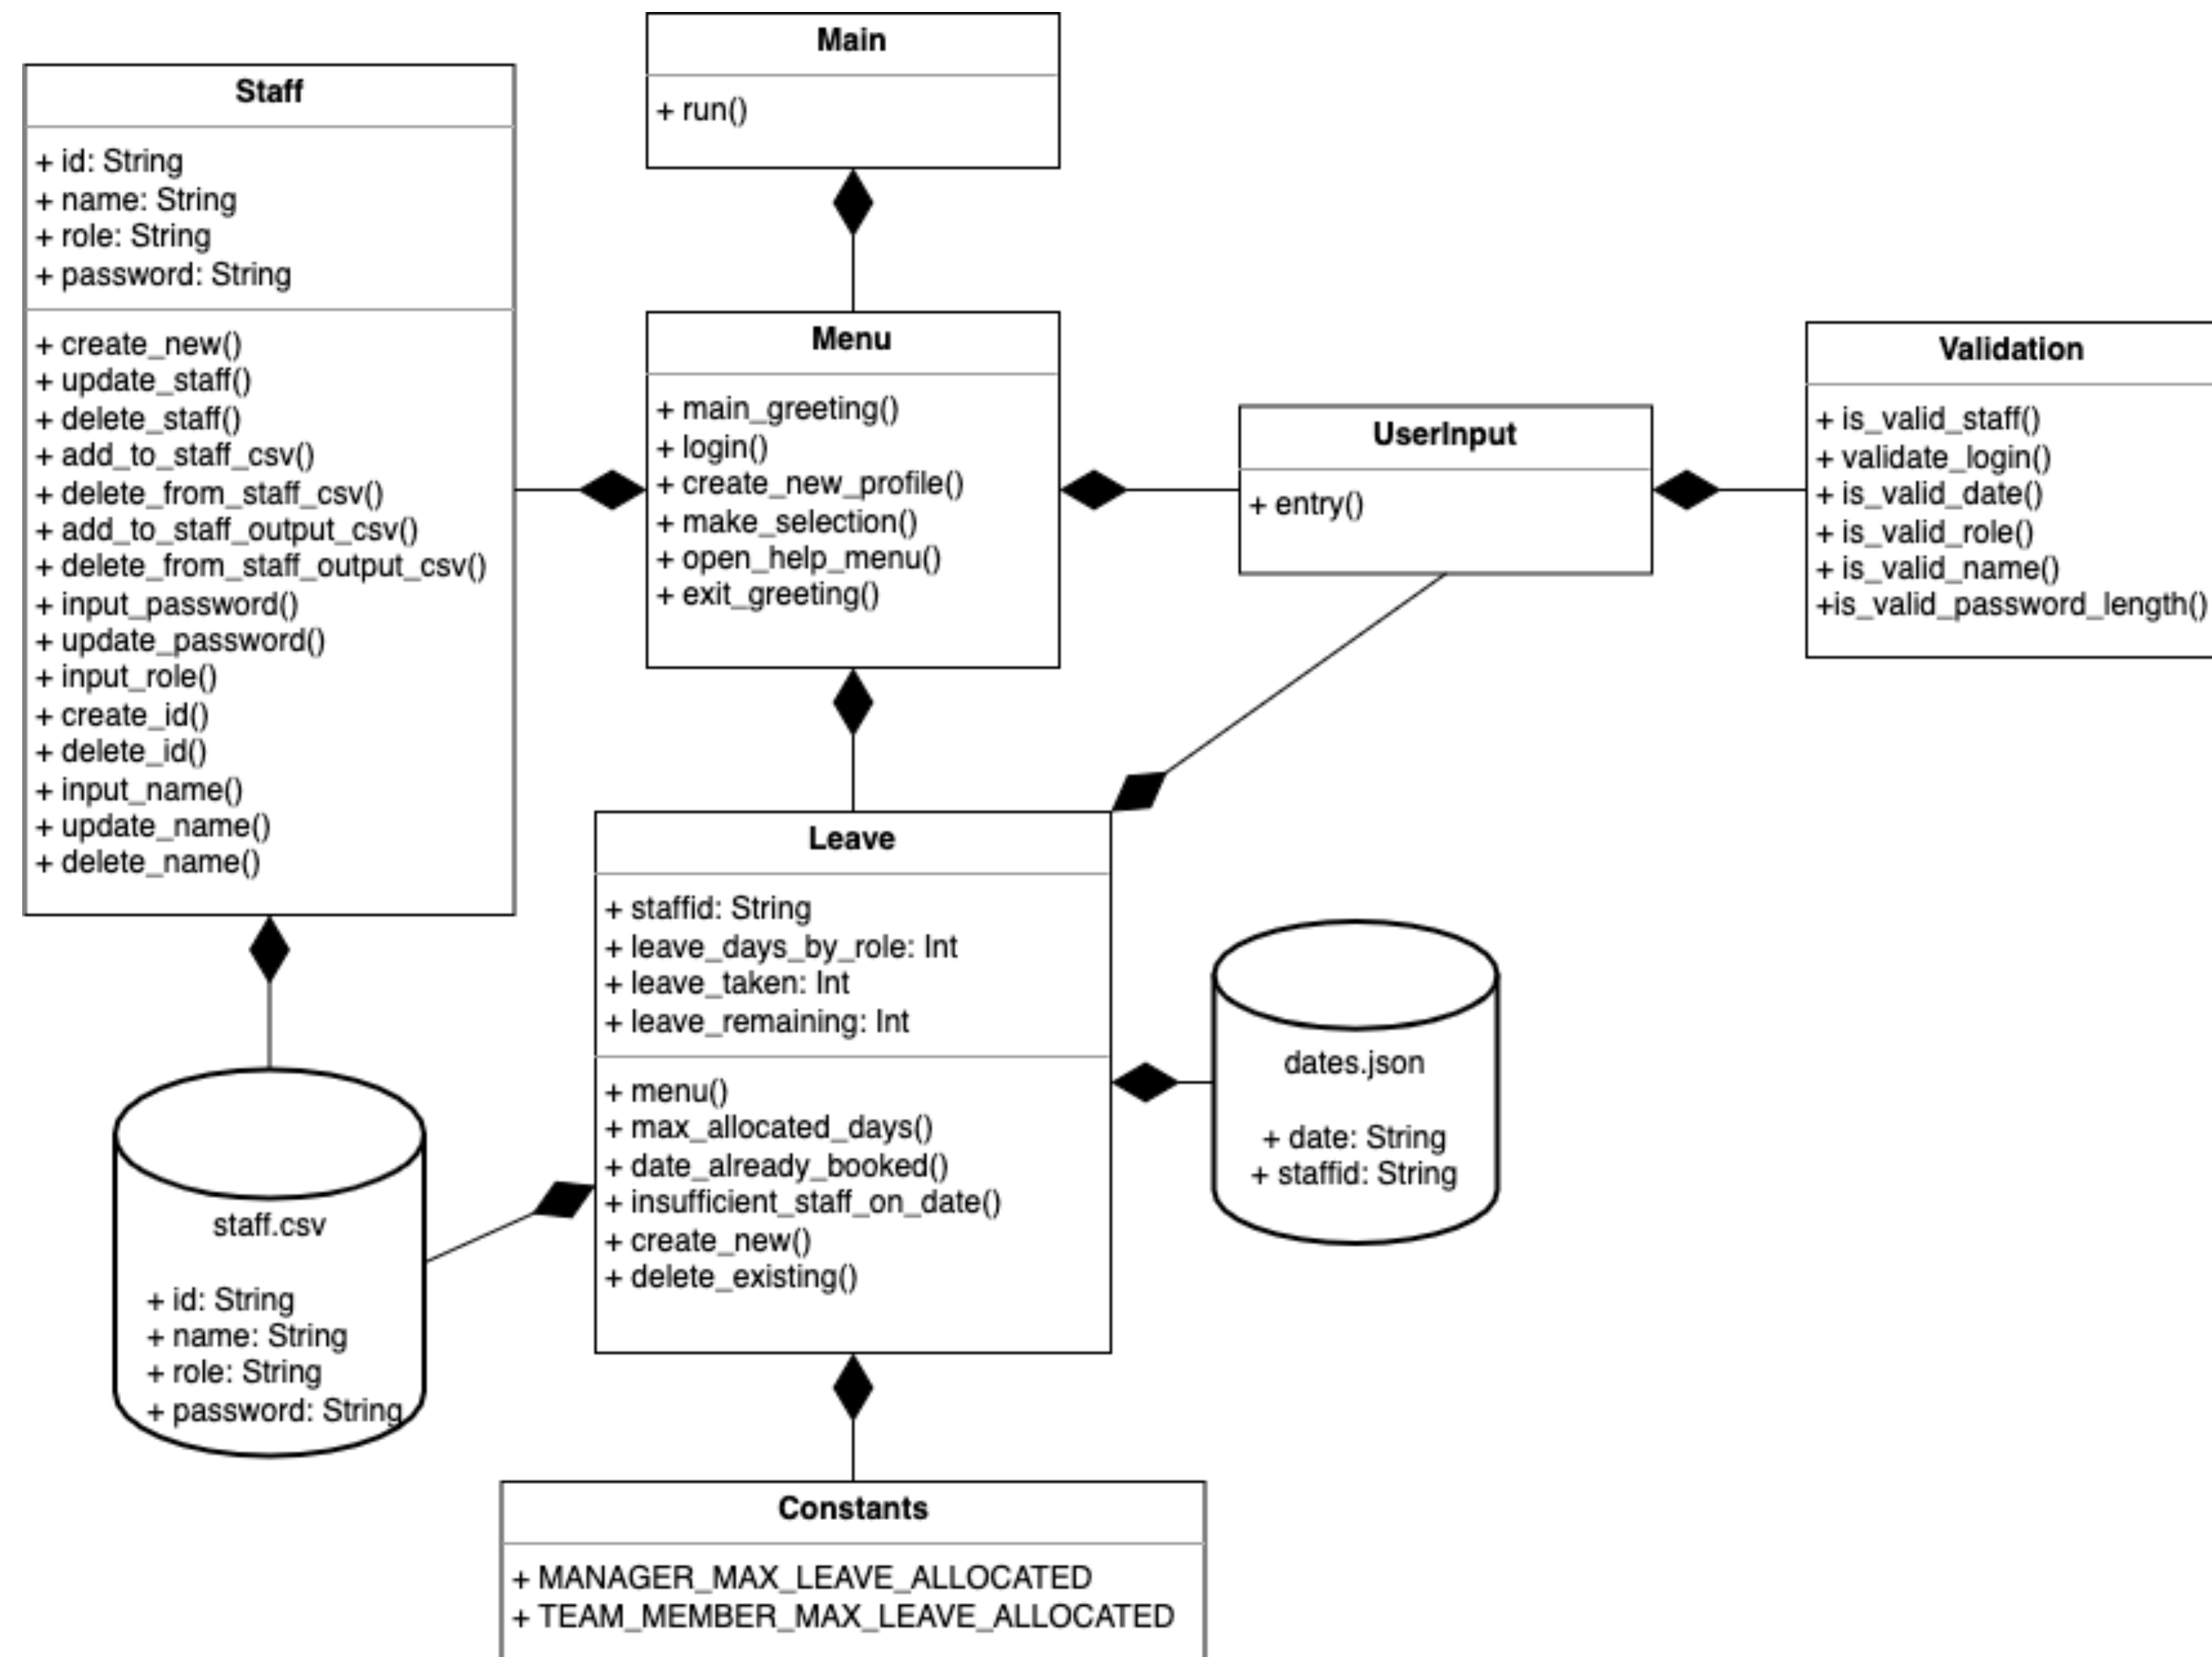 Main
+ run()
Staff
+ id: String
+ name: String
+ role: String
+ password: String
+ create_new()
+ update_staff()
+ delete_staff()
+ add_to_staff_csv()
+ delete_from_staff_csv()
+ add_to_staff_output_csv()
+ delete_from_staff_output_csv()
+ input_password()
+ update_password()
+ input_role()
+ create_id()
+ delete_id()
+ input_name()
+ update_name()
+ delete_name()
Menu
+ main_greeting()
+ login()
+ create_new_profile()
+ make_selection()
+ open_help_menu()
+ exit_greeting()
UserInput
+ entry()
Validation
+ is_valid_staff()
+ validate_login()
+ is_valid_date()
+ is_valid_role()
+ is_valid_name()
+is_valid_password_length()
Leave
+ staffid: String
+ leave_days_by_role: Int
+ leave_taken: Int
+ leave_remaining: Int
+ menu()
+ max_allocated_days()
+ date_already_booked()
+ insufficient_staff_on_date()
+ create_new()
+ delete_existing()
dates.json
+ date: String
+ staffid: String
staff.csv
+ id: String
+ name: String
+ role: String
+ password: String
Constants
+ MANAGER_MAX_LEAVE_ALLOCATED
+ TEAM_MEMBER_MAX_LEAVE_ALLOCATED